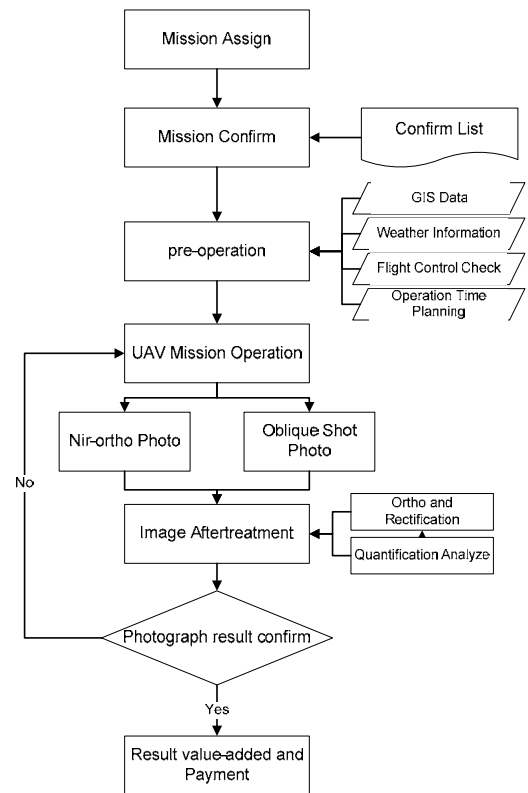 Mission Assign
Mission Confirm
Confirm List
GIS Data
pre-operation
Weather Information
Flight Control Check
Operation Time
Planning
UAV Mission Operation
Nir-ortho Photo
Oblique Shot
Photo
No
Image Aftertreatment
Ortho and
Rectification
Quantification Analyze
Photograph result confirm
Yes
Result value-added and
Payment